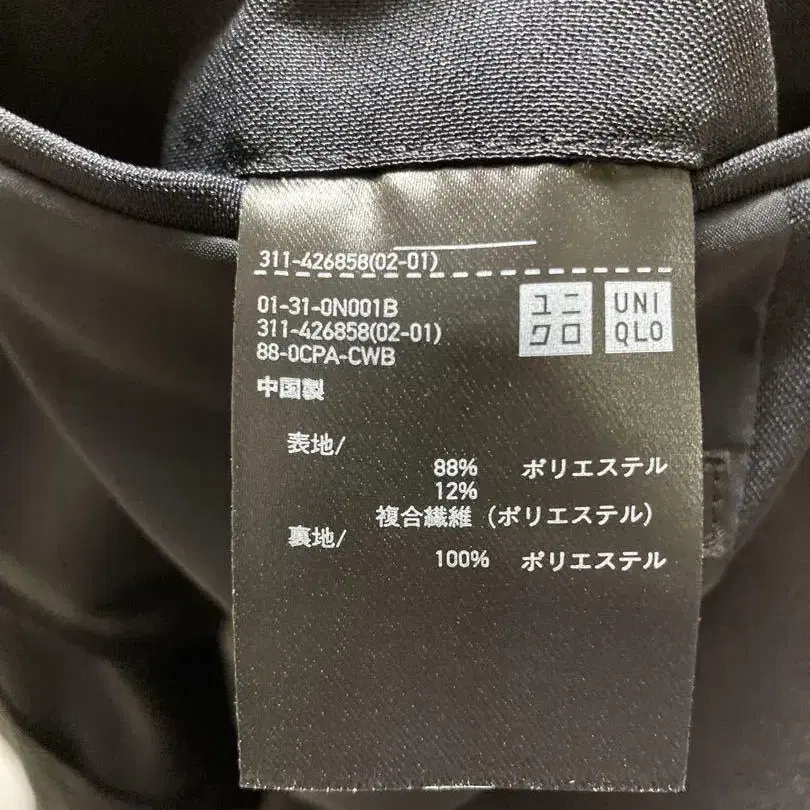 311-426858(02-01)
01-31-0N001B
311-426858(02-01)
88-0CPA-CWB
ユニ
クロ
UNI
QLO
中国製
表地/
88% ポリエステル
12%
複合繊維(ポリエステル)
裏地/
100% ポリエステル